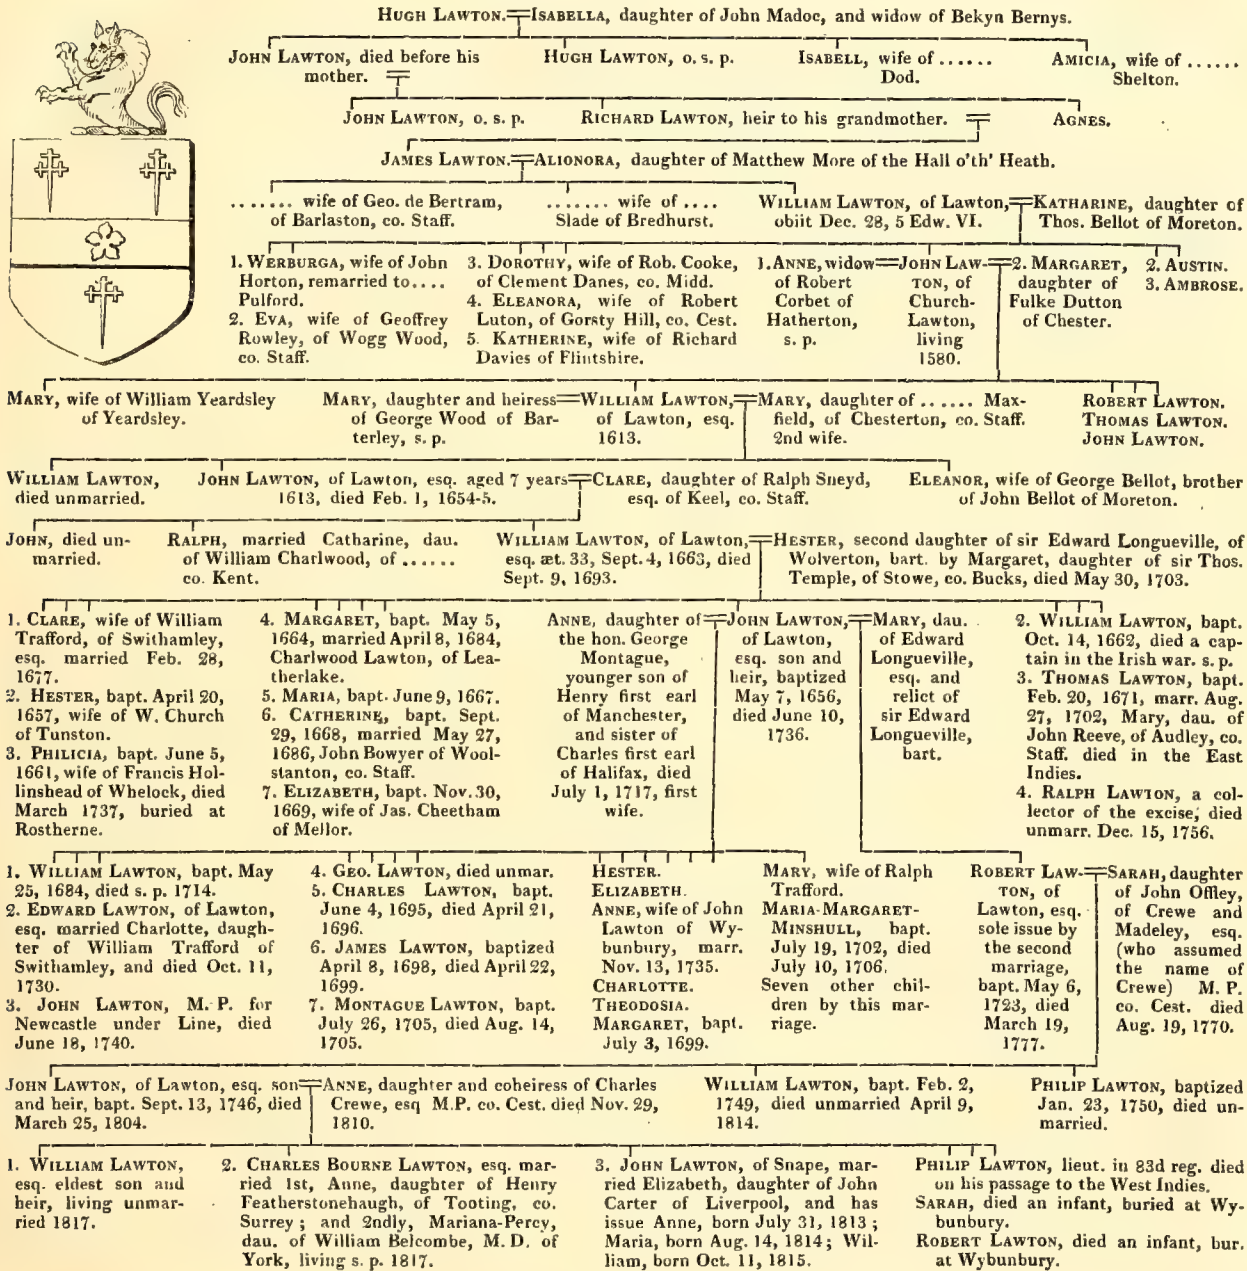 HUGH LAWTON.=ISABELLA, daughter of John Madoc, and widow of Bekyn Bernys.
JOHN LAWTON, died before his
mother.
HUGH LAWTON, o. s. p.
ISABELL, wife of ......
Dod.
AMICIA, wife of ......
Shelton.
JOHN LAWTON, o. s. p.
RICHARD LAWTON, heir to his grandmother.
AGNES.
JAMES LAWTON.=ALIONORA, daughter of Matthew More of the Hall o'th' Heath.
....... wife of Geo. de Bertram,
of Barlaston, co. Staff.
....... wife of ....
Slade of Bredhurst.
WILLIAM LAWTON, of Lawton,
obiit Dec. 28, 5 Edw. VI.
=KATHARINE, daughter of
Thos. Bellot of Moreton.
1. WERBURGA, wife of John
Horton, remarried to....
Pulford.
2. EVA, wife of Geoffrey
Rowley, of Wogg Wood,
co. Staff.
3. DOROTHY, wife of Rob. Cooke,
of Clement Danes, co. Midd.
4. ELEANORA, wife of Robert
Luton, of Gorsty Hill, co. Cest.
5. KATHERINE, wife of Richard
Davies of Flintshire.
1. ANNE, widow
of Robert
Corbet of
Hatherton,
s. p.
=JOHN LAW-
TON, of
Church-
Lawton,
living
1580.
=2. MARGARET,
daughter of
Fulke Dutton
of Chester.
2. AUSTIN.
3. AMBROSE.
MARY, wife of William Yeardsley
of Yeardsley.
MARY, daughter and heiress
of George Wood of Bar-
terley, s. p.
=WILLIAM LAWTON,
of Lawton, esq.
1613.
=MARY, daughter of ...... Max-
field, of Chesterton, co. Staff.
2nd wife.
ROBERT LAWTON.
THOMAS LAWTON.
JOHN LAWTON.
WILLIAM LAWTON,
died unmarried.
JOHN LAWTON, of Lawton, esq. aged 7 years
1613, died Feb. 1, 1654-5.
=CLARE, daughter of Ralph Sneyd,
esq. of Keel, co. Staff.
ELEANOR, wife of George Bellot, brother
of John Bellot of Moreton.
JOHN, died un-
married.
RALPH, married Catharine, dau.
of William Charlwood, of ......
co. Kent.
WILLIAM LAWTON, of Lawton,
esq. æt. 33, Sept. 4, 1663, died
Sept. 9, 1693.
=HESTER, second daughter of sir Edward Longueville, of
Wolverton, bart. by Margaret, daughter of sir Thos.
Temple, of Stowe, co. Bucks, died May 30, 1703.
1. CLARE, wife of William
Trafford, of Swithamley,
esq. married Feb. 28,
1677.
2. HESTER, bapt. April 20,
1657, wife of W. Church
of Tunston.
3. PHILICIA, bapt. June 5,
1661, wife of Francis Hol-
linshead of Whelock, died
March 1737, buried at
Rostherne.
4. MARGARET, bapt. May 5,
1664, married April 8, 1684,
Charlwood Lawton, of Lea-
therlake.
5. MARIA, bapt. June 9, 1667.
6. CATHERINE, bapt. Sept.
29, 1668, married May 27,
1686, John Bowyer of Wool-
stanton, co. Staff.
7. ELIZABETH, bapt. Nov. 30,
1669, wife of Jas. Cheetham
of Mellor.
ANNE, daughter of
the hon. George
Montague,
younger son of
Henry first earl
of Manchester,
and sister of
Charles first earl
of Halifax, died
July 1, 1717, first
wife.
=JOHN LAWTON,
of Lawton,
esq. son and
heir, baptized
May 7, 1656,
died June 10,
1736.
=MARY, dau.
of Edward
Longueville,
esq. and
relict of
sir Edward
Longueville,
bart.
2. WILLIAM LAWTON, bapt.
Oct. 14, 1662, died a cap-
tain in the Irish war. s. p.
3. THOMAS LAWTON, bapt.
Feb. 20, 1671, marr. Aug.
27, 1702, Mary, dau. of
John Reeve, of Audley, co.
Staff. died in the East
Indies.
4. RALPH LAWTON, a col-
lector of the excise, died
unmarr. Dec. 15, 1756.
1. WILLIAM LAWTON, bapt. May
25, 1684, died s. p. 1714.
2. EDWARD LAWTON, of Lawton,
esq. married Charlotte, daugh-
ter of William Trafford of
Swithamley, and died Oct. 11,
1730.
3. JOHN LAWTON, M. P. for
Newcastle under Line, died
June 18, 1740.
4. GEO. LAWTON, died unmar.
5. CHARLES LAWTON, bapt.
June 4, 1695, died April 21,
1696.
6. JAMES LAWTON, baptized
April 8, 1698, died April 22,
1699.
7. MONTAGUE LAWTON, bapt.
July 26, 1705, died Aug. 14,
1705.
HESTER.
ELIZABETH.
ANNE, wife of John
Lawton of Wy-
bunbury, marr.
Nov. 13, 1735.
CHARLOTTE.
THEODOSIA.
MARGARET, bapt.
July 3, 1699.
MARY, wife of Ralph
Trafford.
MARIA-MARGARET-
MINSHULL, bapt.
July 19, 1702, died
July 10, 1706.
Seven other chil-
dren by this mar-
riage.
ROBERT LAW-
TON, of
Lawton, esq.
sole issue by
the second
marriage,
bapt. May 6,
1723, died
March 19,
1777.
=SARAH, daughter
of John Offley,
of Crewe and
Madeley, esq.
(who assumed
the name of
Crewe) M. P.
co. Cest. died
Aug. 19, 1770.
JOHN LAWTON, of Lawton, esq. son
and heir, bapt. Sept. 13, 1746, died
March 25, 1804.
=ANNE, daughter and coheiress of Charles
Crewe, esq M.P. co. Cest. died Nov. 29,
1810.
WILLIAM LAWTON, bapt. Feb. 2,
1749, died unmarried April 9,
1814.
PHILIP LAWTON, baptized
Jan. 23, 1750, died un-
married.
1. WILLIAM LAWTON,
esq. eldest son and
heir, living unmar-
ried 1817.
2. CHARLES BOURNE LAWTON, esq. mar-
ried 1st, Anne, daughter of Henry
Featherstonehaugh, of Tooting, co.
Surrey; and 2ndly, Mariana-Percy,
dau. of William Belcombe, M. D. of
York, living s. p. 1817.
3. JOHN LAWTON, of Snape, mar-
ried Elizabeth, daughter of John
Carter of Liverpool, and has
issue Anne, born July 31, 1813;
Maria, born Aug. 14, 1814; Wil-
liam, born Oct. 11, 1815.
PHILIP LAWTON, lieut. in 83d reg. died
on his passage to the West Indies.
SARAH, died an infant, buried at Wy-
bunbury.
ROBERT LAWTON, died an infant, bur.
at Wybunbury.